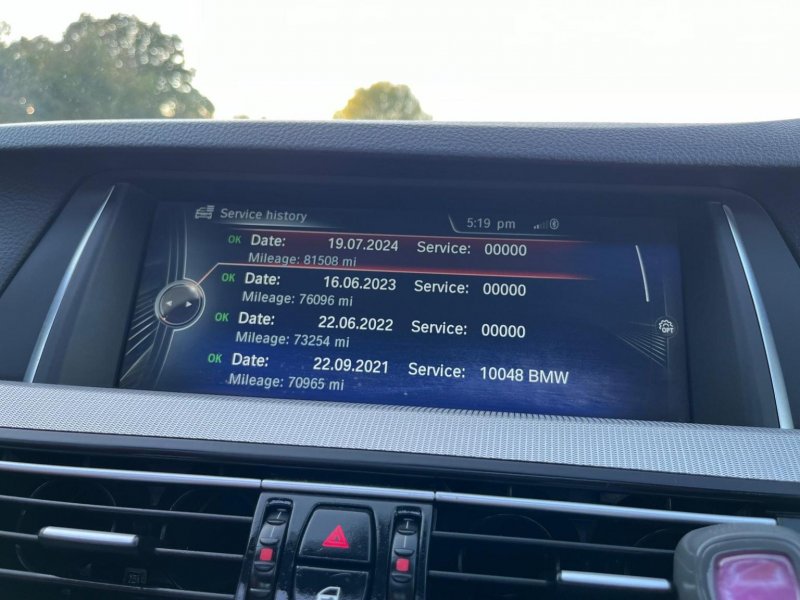 Service history
5:19 pm
OK Date: 19.07.2024 Service: 00000
Mileage: 81508 mi
OK Date: 16.06.2023 Service: 00000
Mileage: 76096 mi
OK Date: 22.06.2022 Service: 00000
Mileage: 73254 mi
OK Date: 22.09.2021 Service: 10048 BMW
Mileage: 70965 mi
OPT